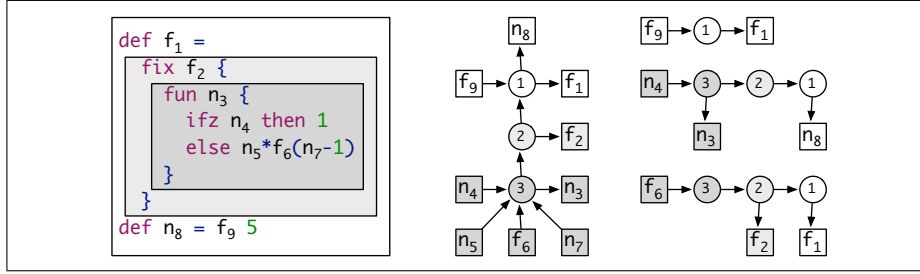 def f1 =
fix f2 {
fun n3 {
ifz n4 then 1
else n5*f6(n7-1)
}
}
def n8 = f9 5
n8
f9 1 f1
2 f2
n4 3 n3
n5 f6 n7
f9 1 f1
n4 3 2 1
n3 n8
f6 3 2 1
f2 f1